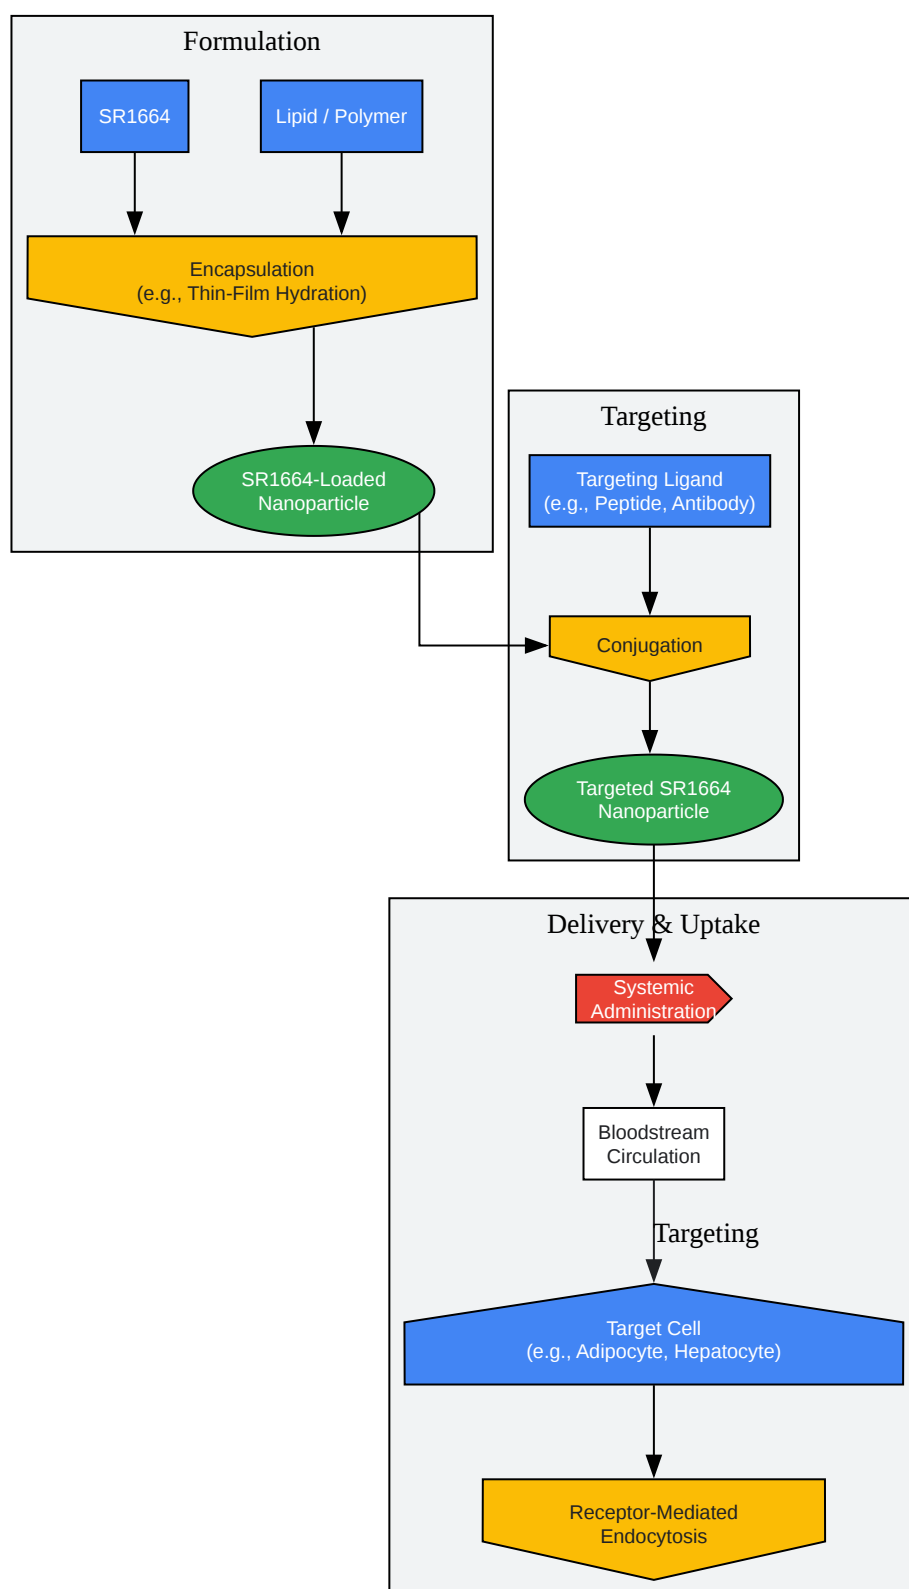 Formulation
SR1664
Lipid / Polymer
Encapsulation
(e.g., Thin-Film Hydration)
SR1664-Loaded
Nanoparticle
Targeting
Targeting Ligand
(e.g., Peptide, Antibody)
Conjugation
Targeted SR1664
Nanoparticle
Delivery & Uptake
Systemic
Administration
Bloodstream
Circulation
Targeting
Target Cell
(e.g., Adipocyte, Hepatocyte)
Receptor-Mediated
Endocytosis